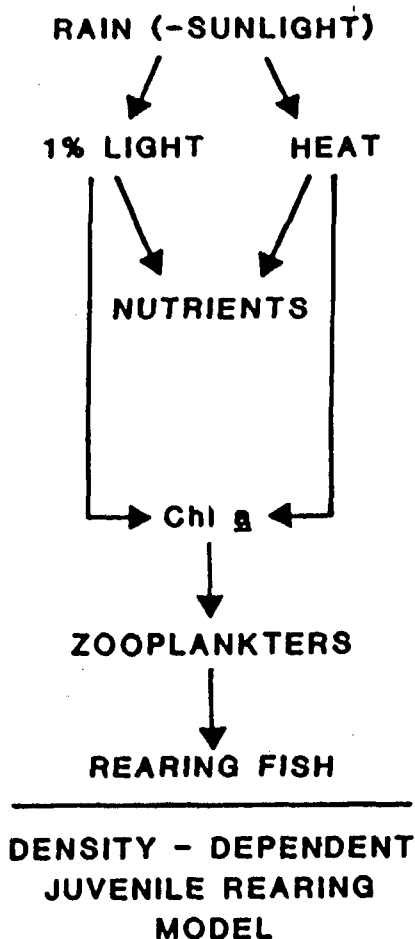 RAIN (-SUNLIGHT)
1% LIGHT HEAT
NUTRIENTS
Chl a
ZOOPLANKTERS
REARING FISH
DENSITY - DEPENDENT
JUVENILE REARING
MODEL